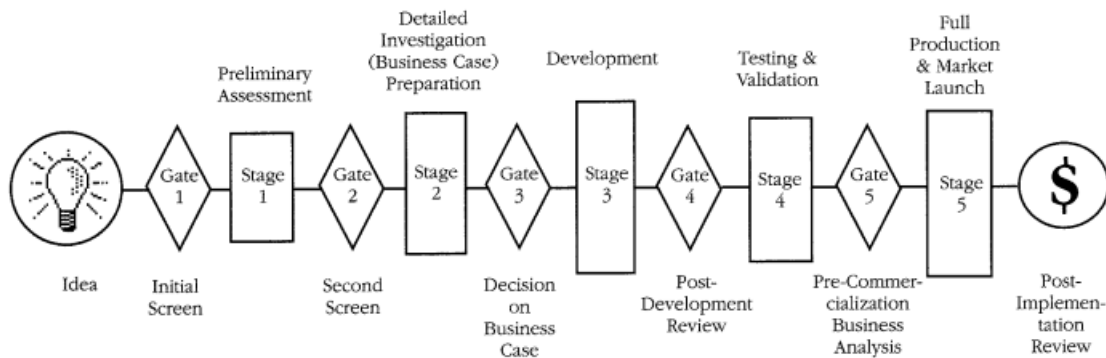 Detailed
Investigation
(Business Case)
Preparation
Full
Production
& Market
Launch
Preliminary
Assessment
Development
Testing &
Validation
Gate
1
Stage
1
Gate
2
Stage
2
Gate
3
Stage
3
Gate
4
Stage
4
Gate
5
Stage
5
$
Idea
Initial
Screen
Second
Screen
Decision
on
Business
Case
Post-
Development
Review
Pre-Commer-
cialization
Business
Analysis
Post-
Implemen-
tation
Review